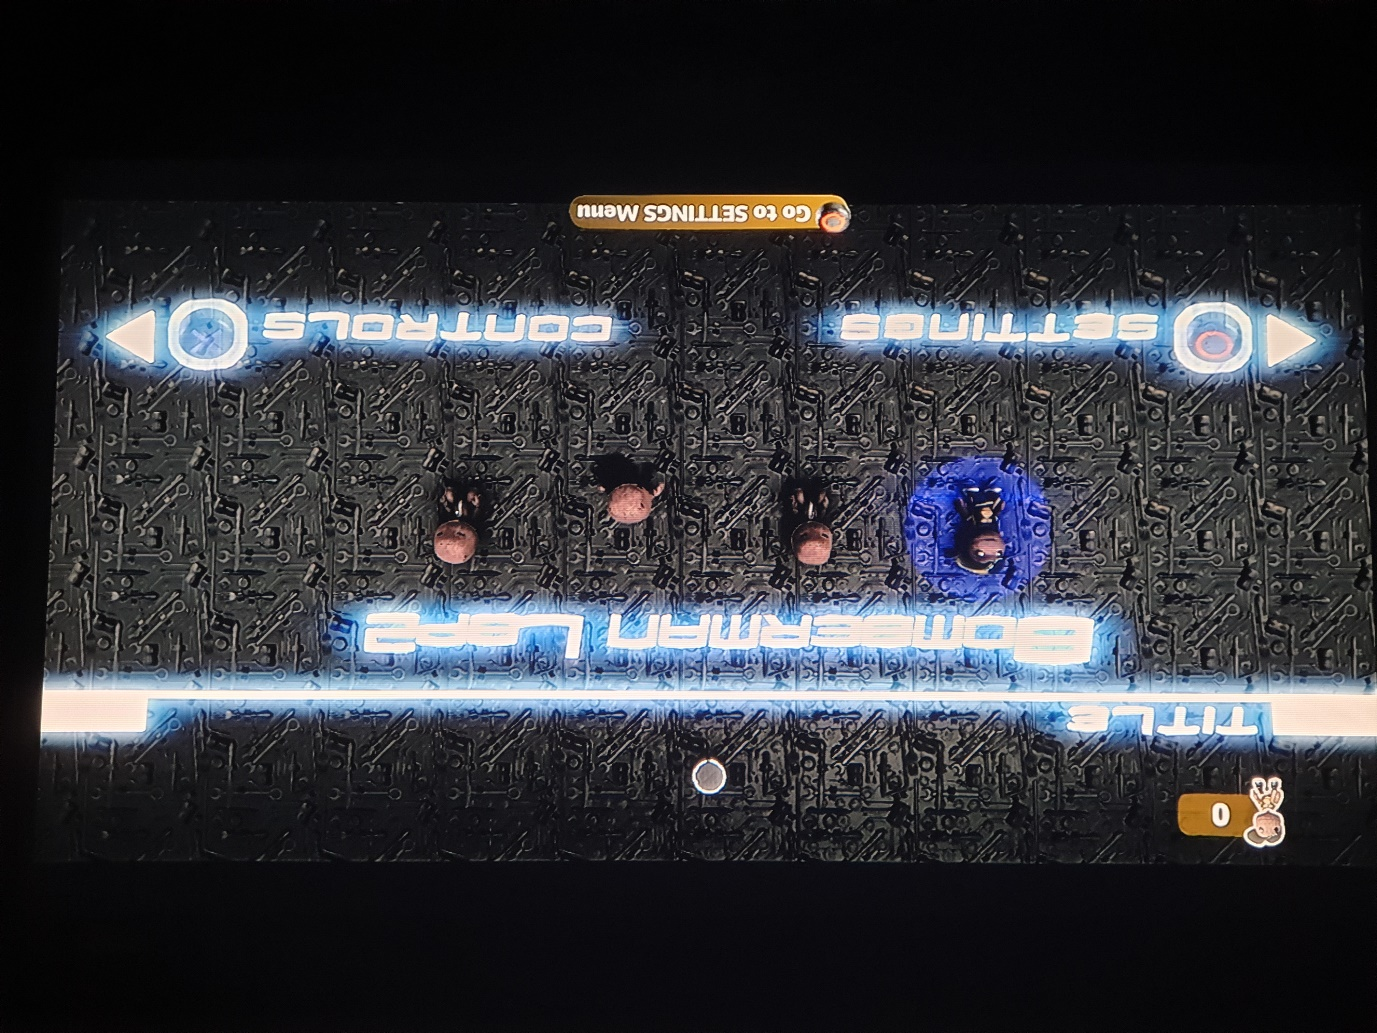 0
TITLE
Bomberman LBP2
SETTINGS CONTROLS
Go to SETTINGS Menu